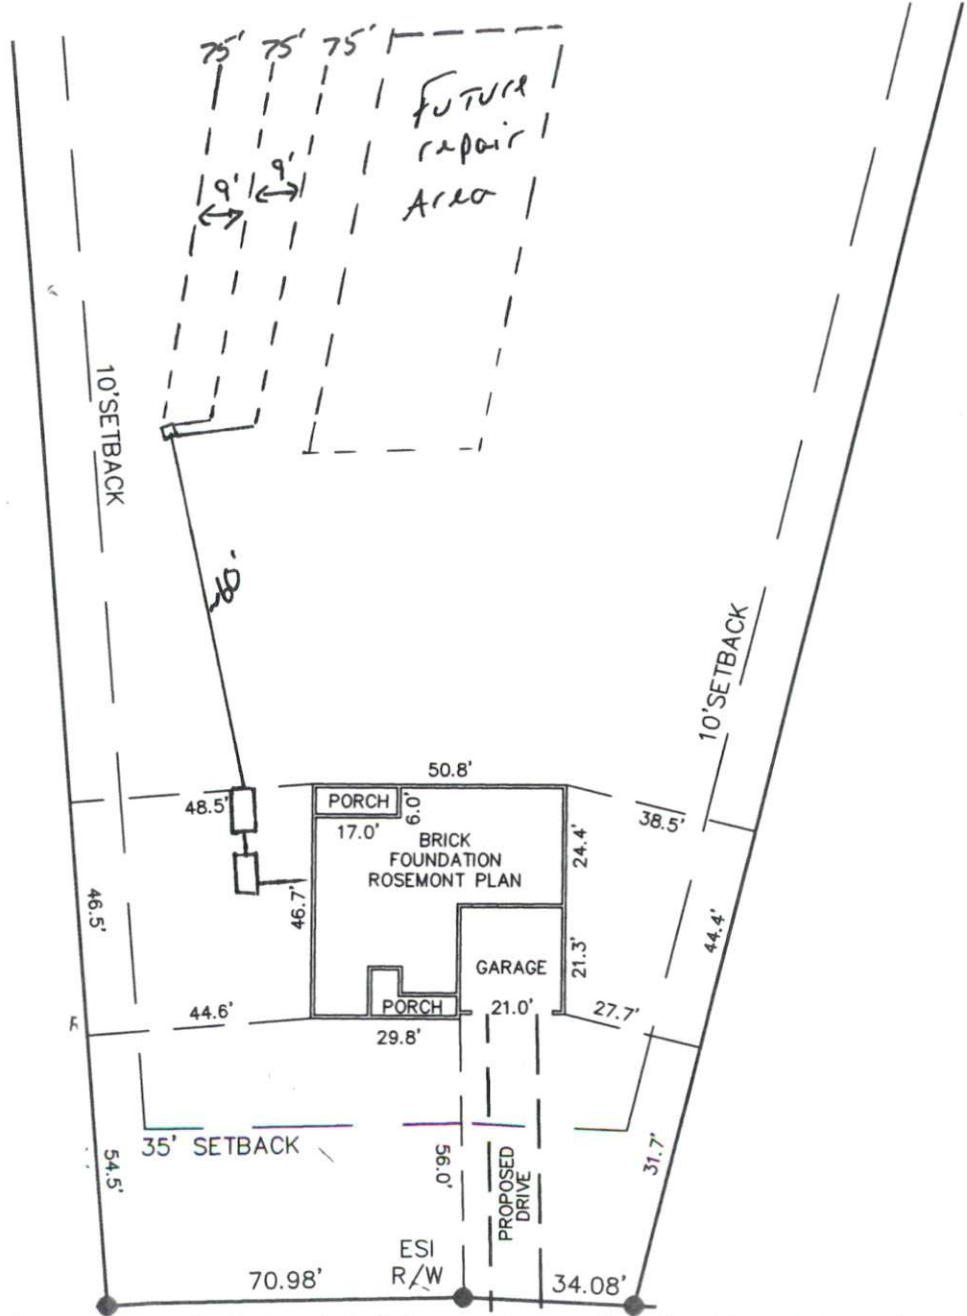 75' 75' 75'
Future
repair
Area
9' 9'
10'SETBACK
~60'
10'SETBACK
50.8'
48.5'
PORCH
6.0'
17.0'
38.5'
BRICK
FOUNDATION
ROSEMONT PLAN
24.4'
46.5'
46.7'
44.4'
GARAGE
21.3'
44.6'
PORCH
21.0'
27.7'
29.8'
35' SETBACK
54.5'
56.0'
PROPOSED
DRIVE
31.7'
ESI
R/W
70.98'
34.08'